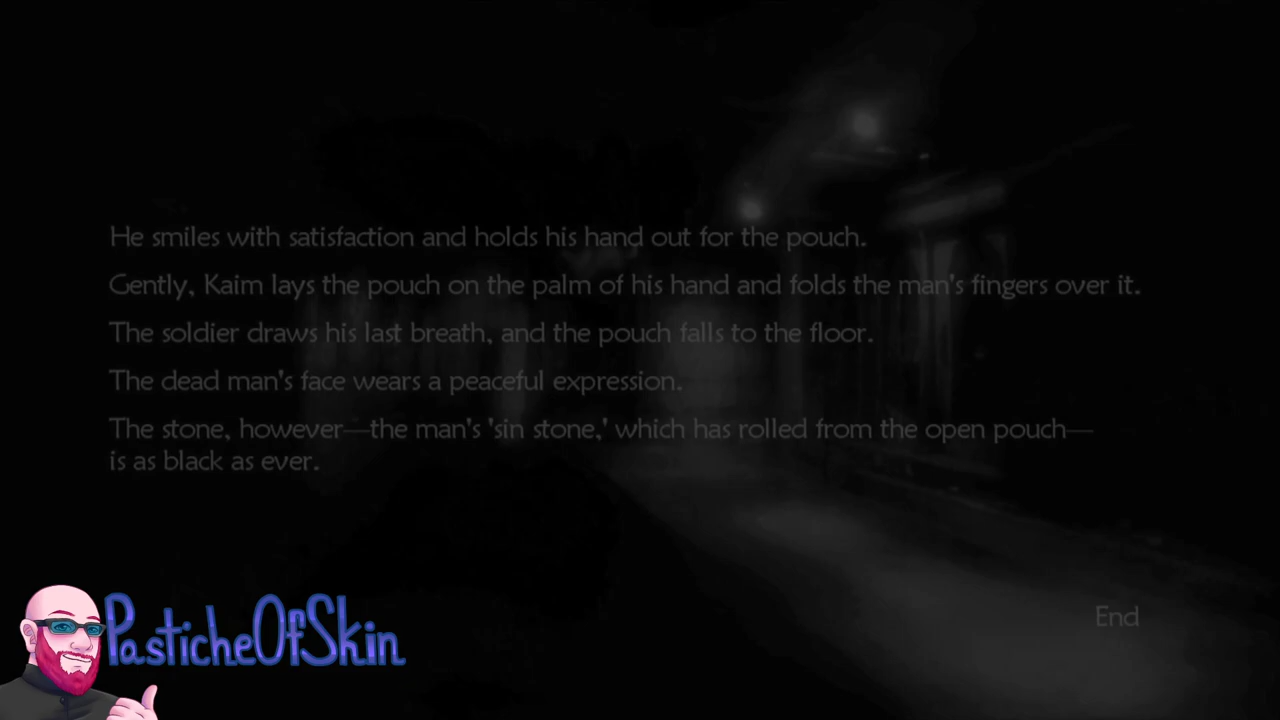 He smiles with satisfaction and holds his hand out for the pouch.
Gently, Kaim lays the pouch on the palm of his hand and folds the man's fingers over it.
The soldier draws his last breath, and the pouch falls to the floor.
The dead man's face wears a peaceful expression.
The stone, however—the man's 'sin stone,' which has rolled from the open pouch—
is as black as ever.
End
PasticheOfSkin